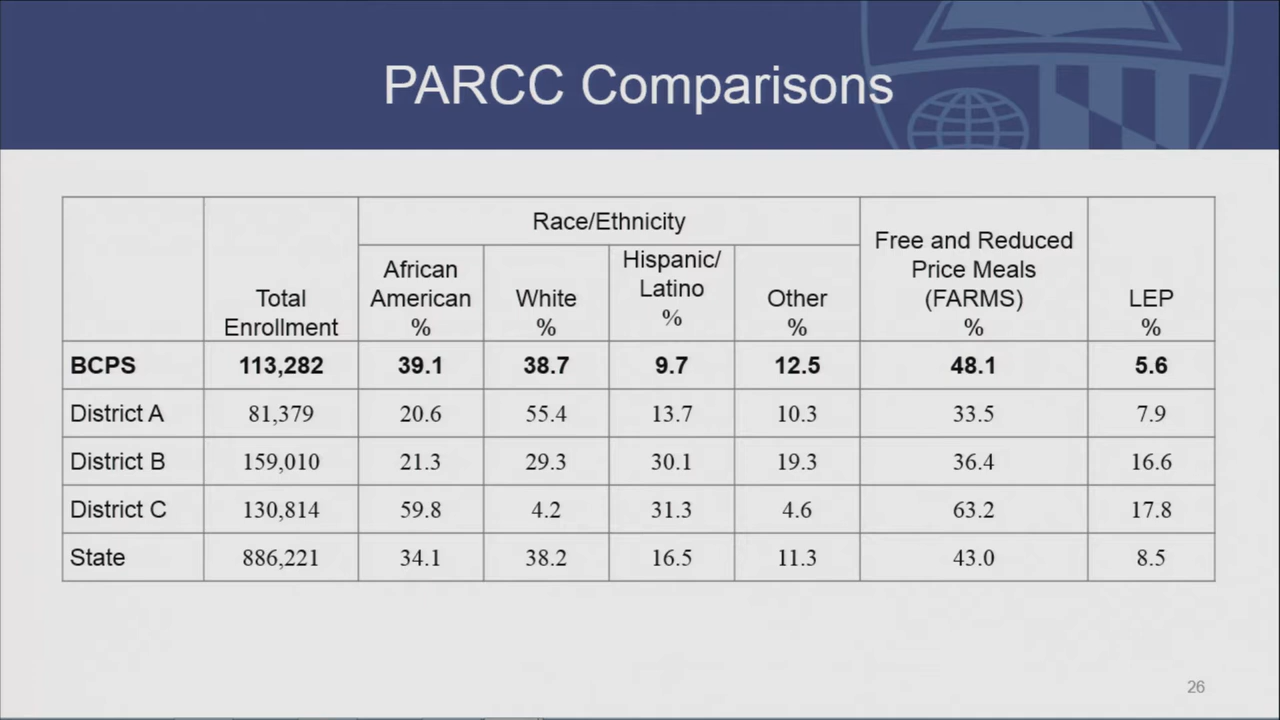 PARCC Comparisons
Race/Ethnicity
Total
Enrollment
African
American
%
White
%
Hispanic/
Latino
%
Other
%
Free and Reduced
Price Meals
(FARMS)
%
LEP
%
BCPS 113,282 39.1 38.7 9.7 12.5 48.1 5.6
District A 81,379 20.6 55.4 13.7 10.3 33.5 7.9
District B 159,010 21.3 29.3 30.1 19.3 36.4 16.6
District C 130,814 59.8 4.2 31.3 4.6 63.2 17.8
State 886,221 34.1 38.2 16.5 11.3 43.0 8.5
26